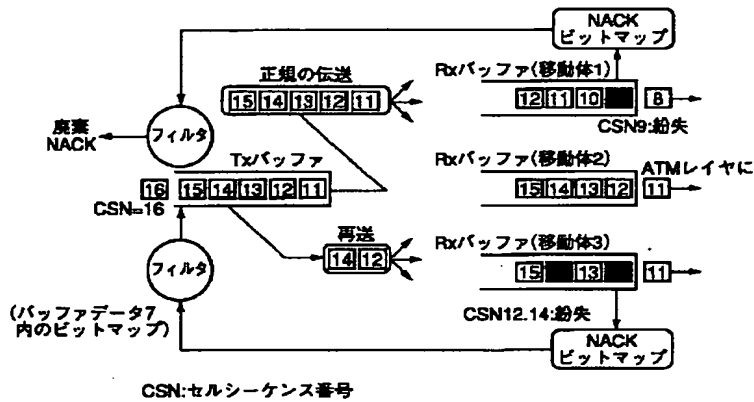 NACK
ビットマップ
正規の伝送
15 14 13 12 11
Rxバッファ(移動体1)
12 11 10 8
CSN9:紛失
廃棄
NACK
フィルタ
Txバッファ
16 15 14 13 12 11
CSN=16
Rxバッファ(移動体2)
ATMレイヤに
15 14 13 12 11
再送
14 12
フィルタ
Rxバッファ(移動体3)
15 13 11
(バッファデータ7
内のビットマップ)
CSN12.14:紛失
NACK
ビットマップ
CSN:セルシーケンス番号